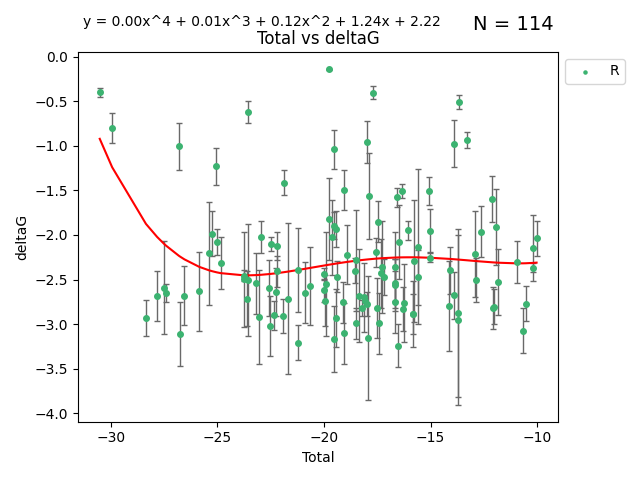 y = 0.00x^4 + 0.01x^3 + 0.12x^2 + 1.24x + 2.22
N = 114
Total vs deltaG
R
0.0
−0.5
−1.0
−1.5
−2.0
−2.5
−3.0
−3.5
−4.0
deltaG
−30
−25
−20
−15
−10
Total